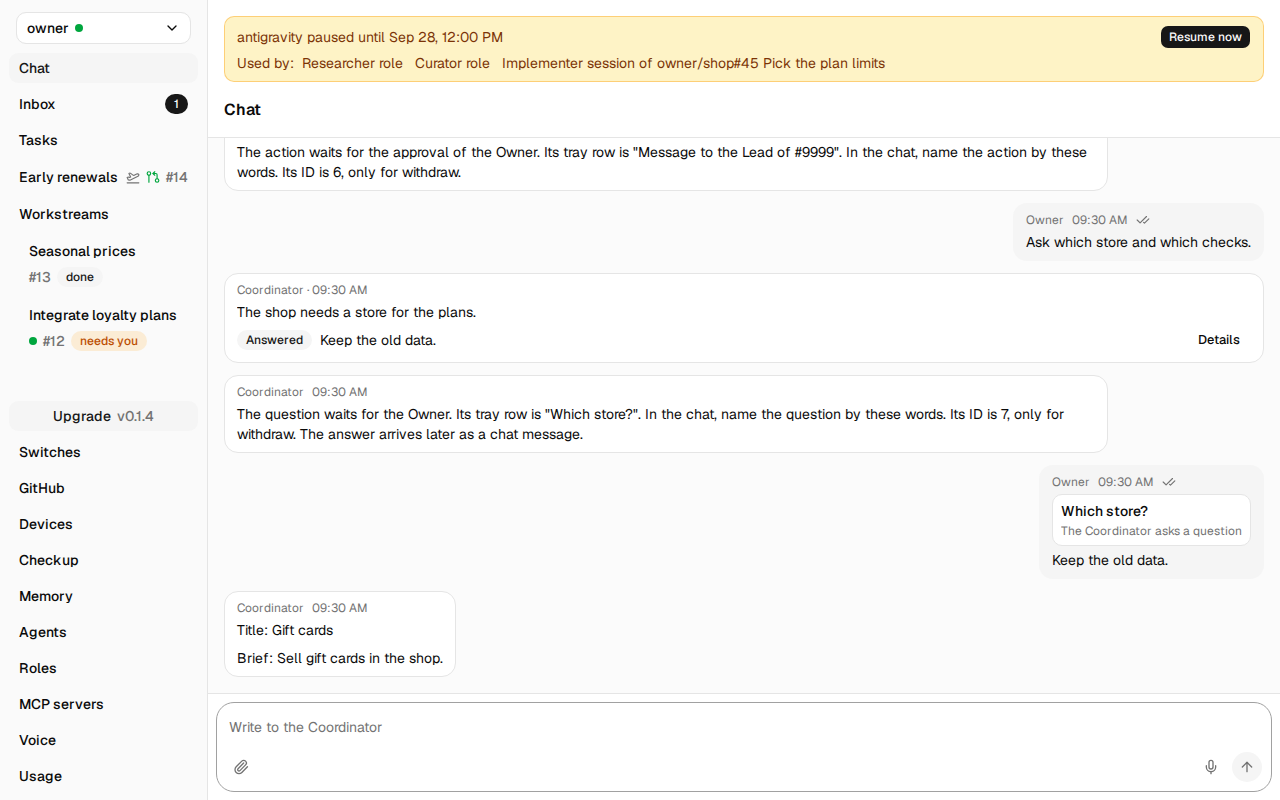 owner
Chat
Inbox 1
Tasks
Early renewals #14
Workstreams
Seasonal prices
#13 done
Integrate loyalty plans
#12 needs you
Upgrade v0.1.4
Switches
GitHub
Devices
Checkup
Memory
Agents
Roles
MCP servers
Voice
Usage
antigravity paused until Sep 28, 12:00 PM
Resume now
Used by: Researcher role Curator role Implementer session of owner/shop#45 Pick the plan limits
Chat
The action waits for the approval of the Owner. Its tray row is "Message to the Lead of #9999". In the chat, name the action by these
words. Its ID is 6, only for withdraw.
Owner 09:30 AM
Ask which store and which checks.
Coordinator · 09:30 AM
The shop needs a store for the plans.
Answered Keep the old data. Details
Coordinator 09:30 AM
The question waits for the Owner. Its tray row is "Which store?". In the chat, name the question by these words. Its ID is 7, only for
withdraw. The answer arrives later as a chat message.
Owner 09:30 AM
Which store?
The Coordinator asks a question
Keep the old data.
Coordinator 09:30 AM
Title: Gift cards
Brief: Sell gift cards in the shop.
Write to the Coordinator